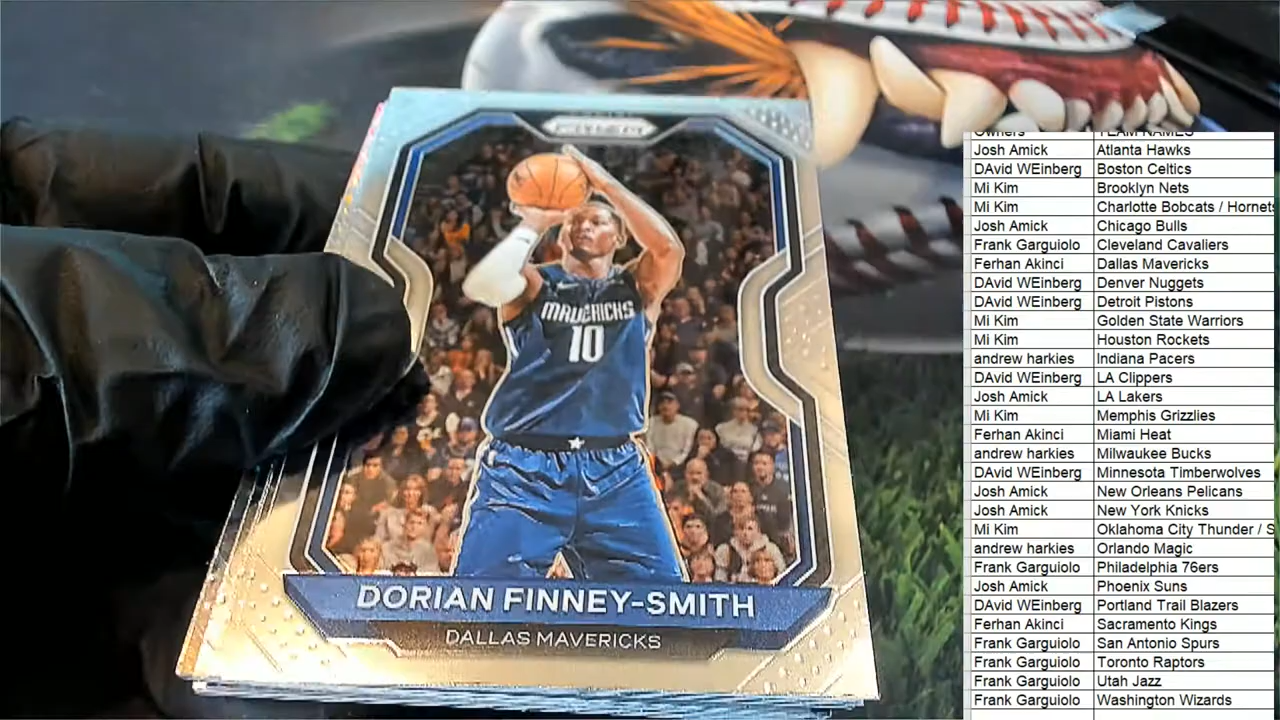 PRIZM
MAVERICKS
10
DORIAN FINNEY-SMITH
DALLAS MAVERICKS
Owners TEAM NAMES
Josh Amick Atlanta Hawks
DAvid WEinberg Boston Celtics
Mi Kim Brooklyn Nets
Mi Kim Charlotte Bobcats / Hornets
Josh Amick Chicago Bulls
Frank Garguiolo Cleveland Cavaliers
Ferhan Akinci Dallas Mavericks
DAvid WEinberg Denver Nuggets
DAvid WEinberg Detroit Pistons
Mi Kim Golden State Warriors
Mi Kim Houston Rockets
andrew harkies Indiana Pacers
DAvid WEinberg LA Clippers
Josh Amick LA Lakers
Mi Kim Memphis Grizzlies
Ferhan Akinci Miami Heat
andrew harkies Milwaukee Bucks
DAvid WEinberg Minnesota Timberwolves
Josh Amick New Orleans Pelicans
Josh Amick New York Knicks
Mi Kim Oklahoma City Thunder / S
andrew harkies Orlando Magic
Frank Garguiolo Philadelphia 76ers
Josh Amick Phoenix Suns
DAvid WEinberg Portland Trail Blazers
Ferhan Akinci Sacramento Kings
Frank Garguiolo San Antonio Spurs
Frank Garguiolo Toronto Raptors
Frank Garguiolo Utah Jazz
Frank Garguiolo Washington Wizards